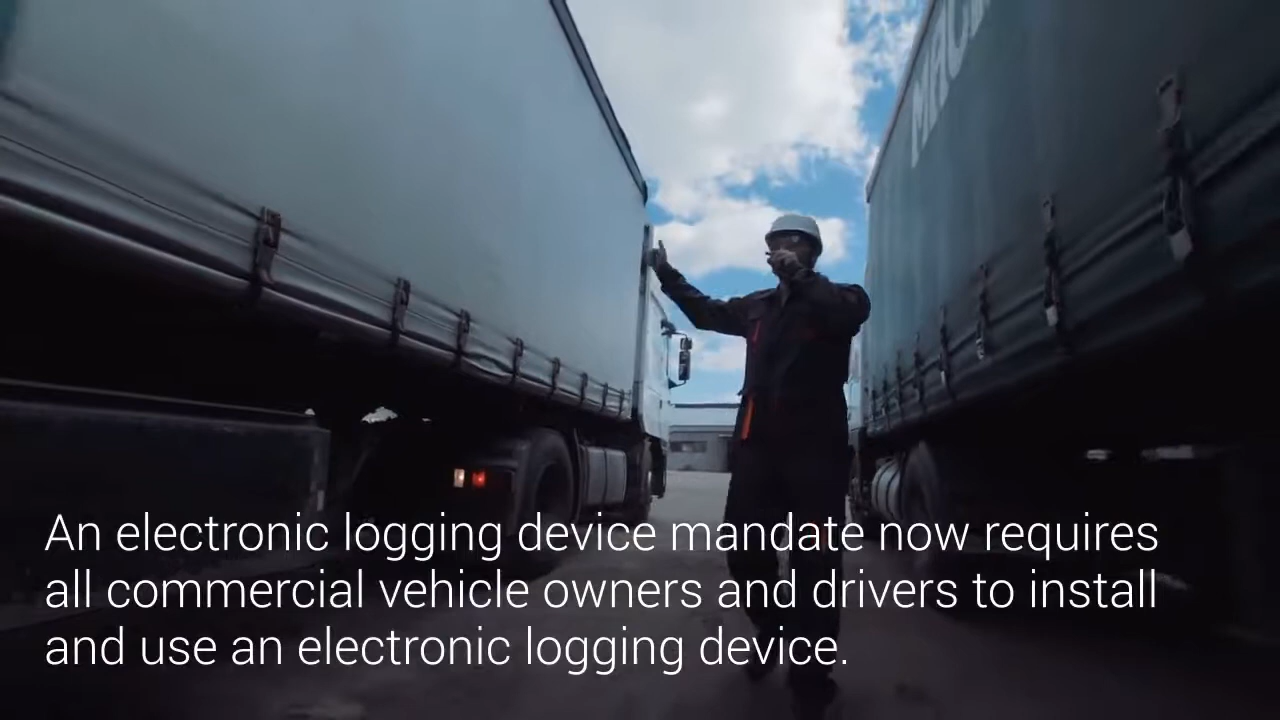 An electronic logging device mandate now requires
all commercial vehicle owners and drivers to install
and use an electronic logging device.